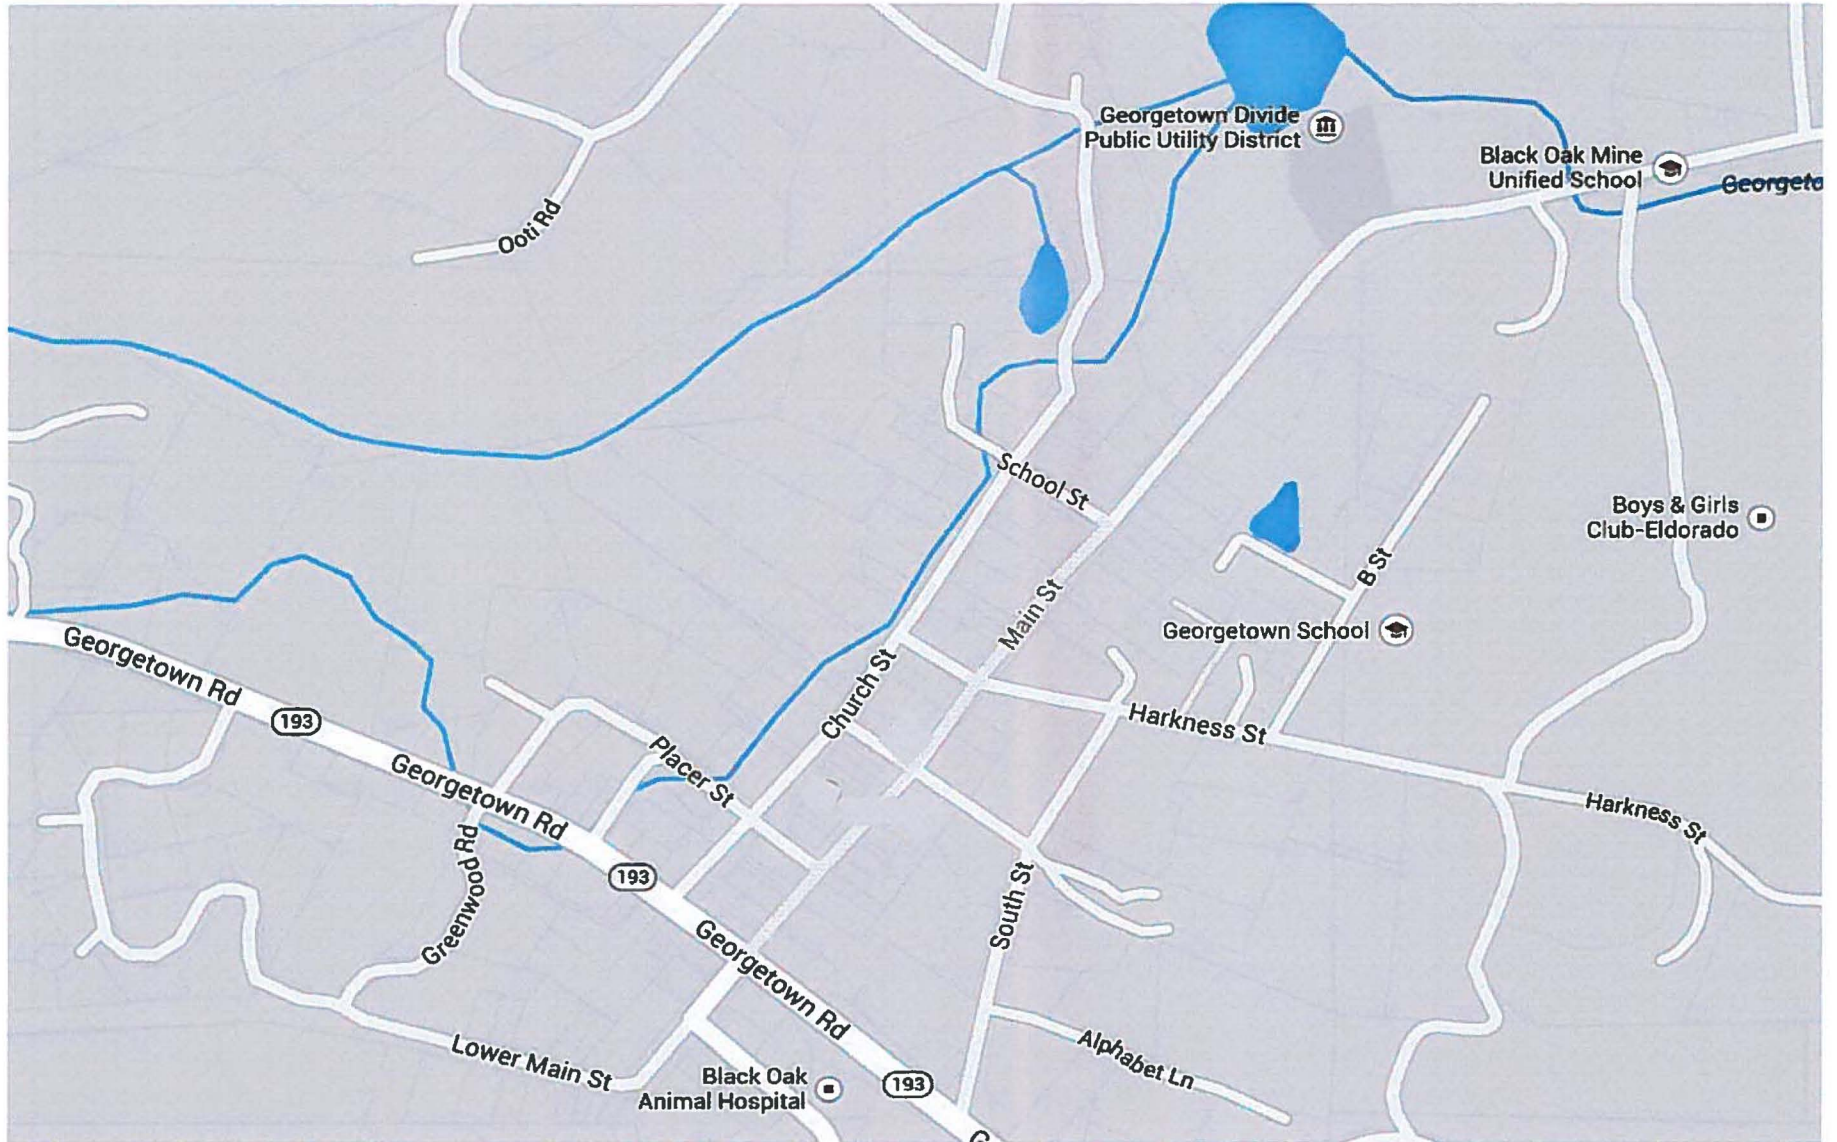 Georgetown Divide
Public Utility District
Black Oak Mine
Unified School
Georgeto
Ooti Rd
School St
Boys & Girls
Club-Eldorado
B St
Main St
Georgetown School
Georgetown Rd
193
Church St
Harkness St
Placer St
Georgetown Rd
Harkness St
Greenwood Rd
193
South St
Georgetown Rd
Lower Main St
Alphabet Ln
Black Oak
Animal Hospital
193
G